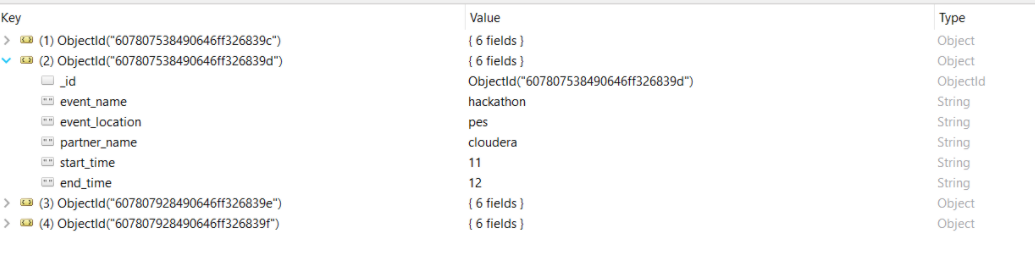 Key Value Type
(1) ObjectId("607807538490646ff326839c") { 6 fields } Object
(2) ObjectId("607807538490646ff326839d") { 6 fields } Object
_id ObjectId("607807538490646ff326839d") ObjectId
event_name hackathon String
event_location pes String
partner_name cloudera String
start_time 11 String
end_time 12 String
(3) ObjectId("607807928490646ff326839e") { 6 fields } Object
(4) ObjectId("607807928490646ff326839f") { 6 fields } Object